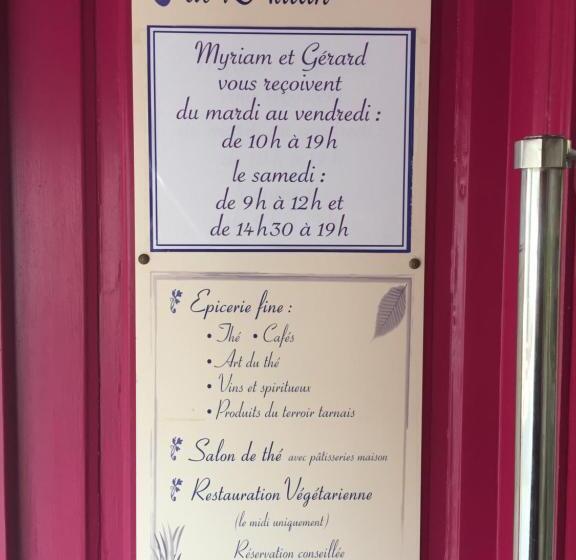 Myriam et Gérard
vous reçoivent
du mardi au vendredi :
de 10h à 19h
le samedi :
de 9h à 12h et
de 14h30 à 19h
Epicerie fine :
• Thé • Cafés
• Art du thé
• Vins et spiritueux
• Produits du terroir tarnais
Salon de thé avec pâtisseries maison
Restauration Végétarienne
(le midi uniquement)
Réservation conseillée